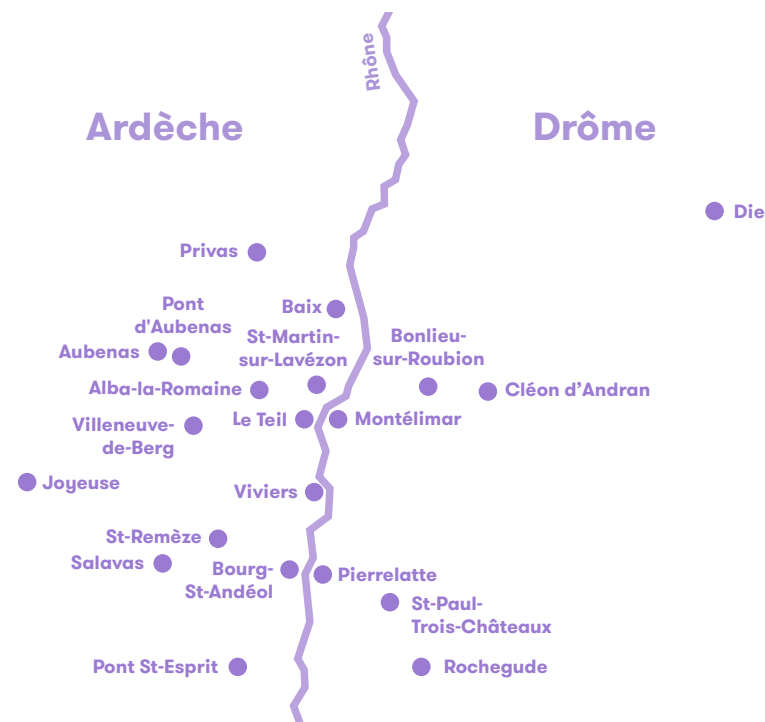 Rhône
Ardèche
Drôme
Die
Privas
Baix
Pont
d'Aubenas
Aubenas
St-Martin-
sur-Lavézon
Bonlieu-
sur-Roubion
Alba-la-Romaine
Cléon d’Andran
Villeneuve-
de-Berg
Le Teil
Montélimar
Joyeuse
Viviers
St-Remèze
Salavas
Bourg-
St-Andéol
Pierrelatte
St-Paul-
Trois-Châteaux
Pont St-Esprit
Rochegude